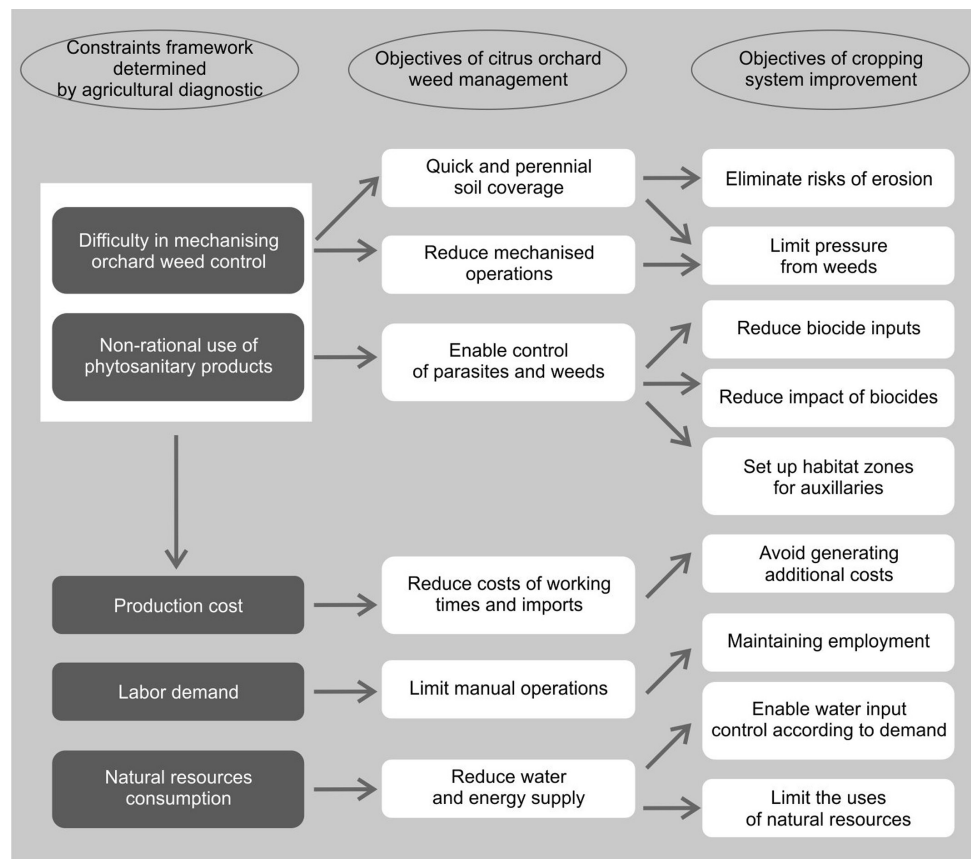 Constraints framework
determined
by agricultural diagnostic
Objectives of citrus orchard
weed management
Objectives of cropping
system improvement
Difficulty in mechanising
orchard weed control
Non-rational use of
phytosanitary products
Production cost
Labor demand
Natural resources
consumption
Quick and perennial
soil coverage
Reduce mechanised
operations
Enable control
of parasites and weeds
Reduce costs of working
times and imports
Limit manual operations
Reduce water
and energy supply
Eliminate risks of erosion
Limit pressure
from weeds
Reduce biocide inputs
Reduce impact of biocides
Set up habitat zones
for auxillaries
Avoid generating
additional costs
Maintaining employment
Enable water input
control according to demand
Limit the uses
of natural resources